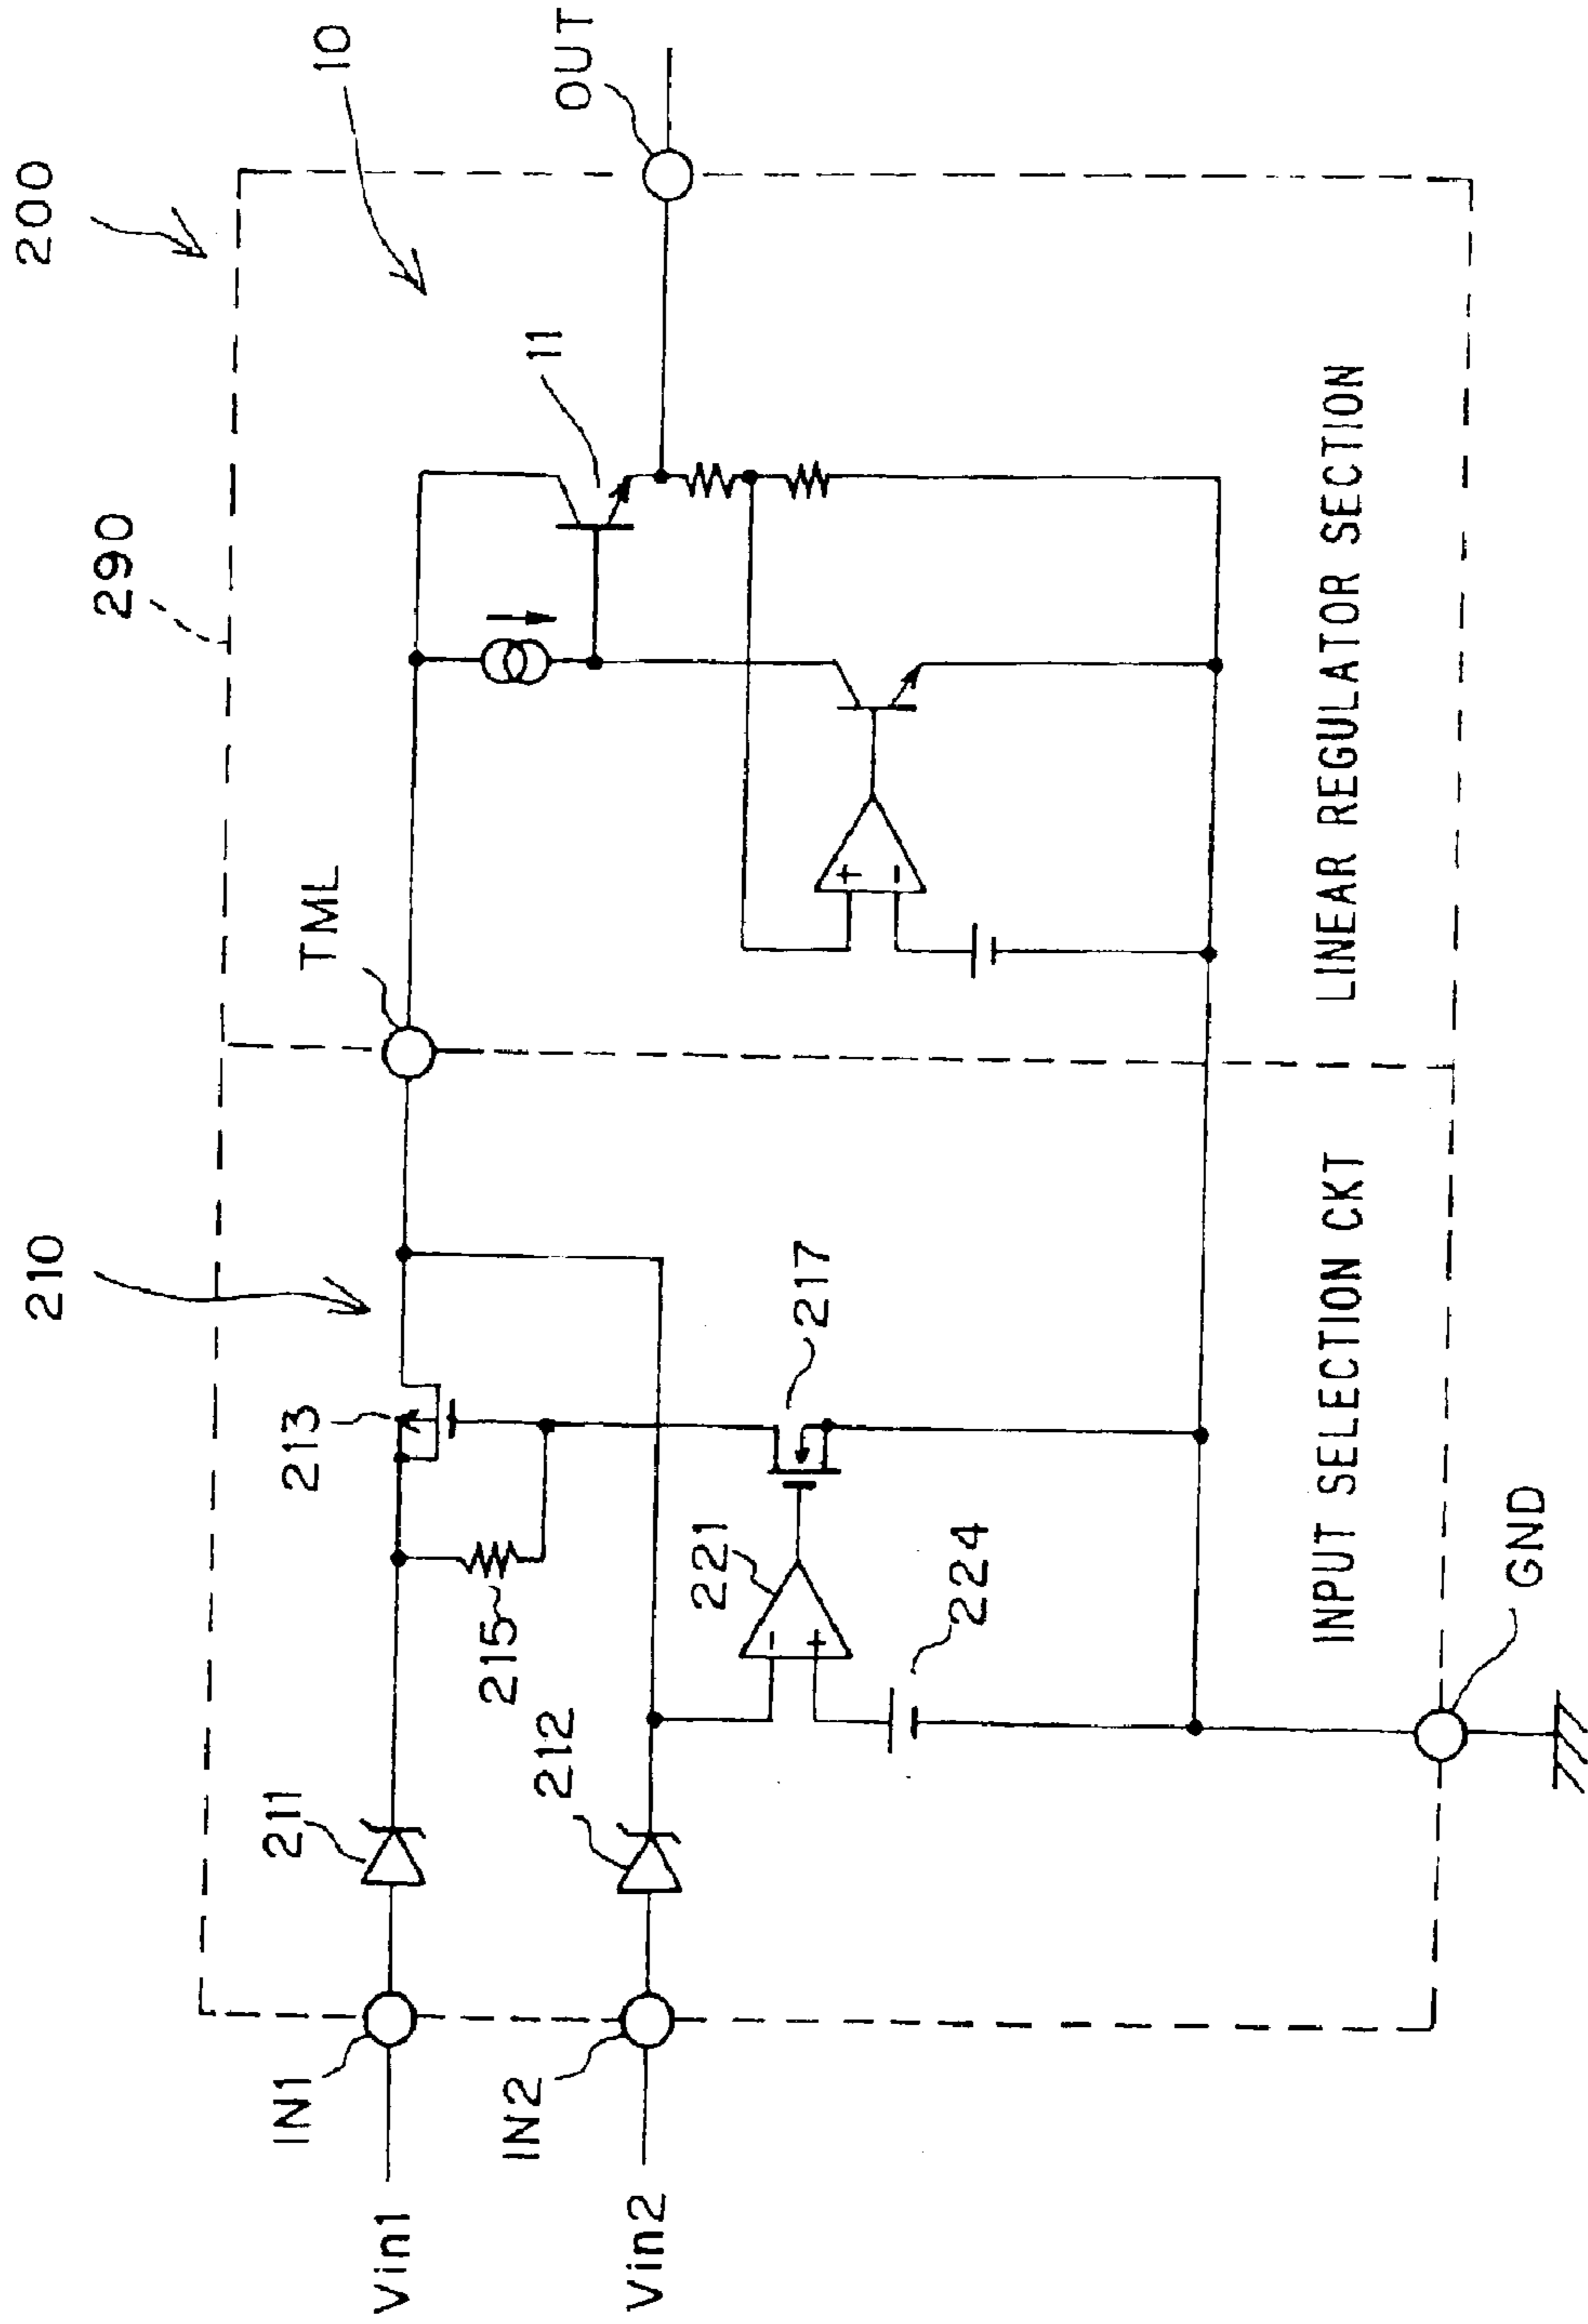 200
290
210
10
TML
OUT
11
213
211
215
IN1
Vin1
212
IN2
Vin2
221
217
224
INPUT SELECTION CKT
LINEAR REGULATOR SECTION
GND
+
-
-
+